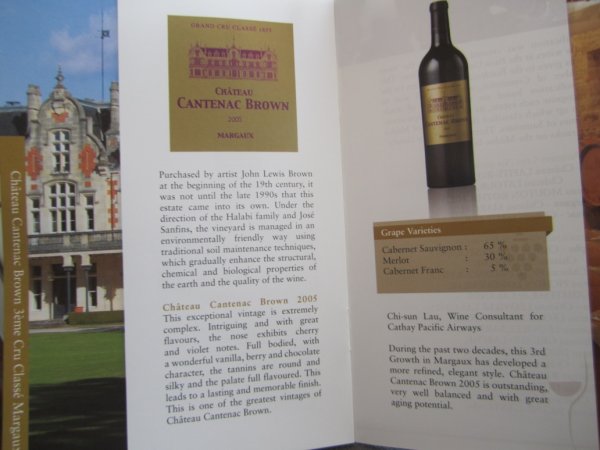 Château Cantenac Brown 3ème Cru Classé Margaux
GRAND CRU CLASSÉ 1855
CHÂTEAU
CANTENAC BROWN
2005
MARGAUX
Purchased by artist John Lewis Brown
at the beginning of the 19th century, it
was not until the late 1990s that this
estate came into its own. Under the
direction of the Halabi family and José
Sanfins, the vineyard is managed in an
environmentally friendly way using
traditional soil maintenance techniques,
which gradually enhance the structural,
chemical and biological properties of
the earth and the quality of the wine.
Château Cantenac Brown 2005
This exceptional vintage is extremely
complex. Intriguing and with great
flavours, the nose exhibits cherry
and violet notes. Full bodied, with
a wonderful vanilla, berry and chocolate
character, the tannins are round and
silky and the palate full flavoured. This
leads to a lasting and memorable finish.
This is one of the greatest vintages of
Château Cantenac Brown.
CHÂTEAU
CANTENAC BROWN
Grape Varieties
Cabernet Sauvignon : 65 %
Merlot : 30 %
Cabernet Franc : 5 %
Chi-sun Lau, Wine Consultant for
Cathay Pacific Airways
During the past two decades, this 3rd
Growth in Margaux has developed a
more refined, elegant style. Château
Cantenac Brown 2005 is outstanding,
very well balanced and with great
aging potential.